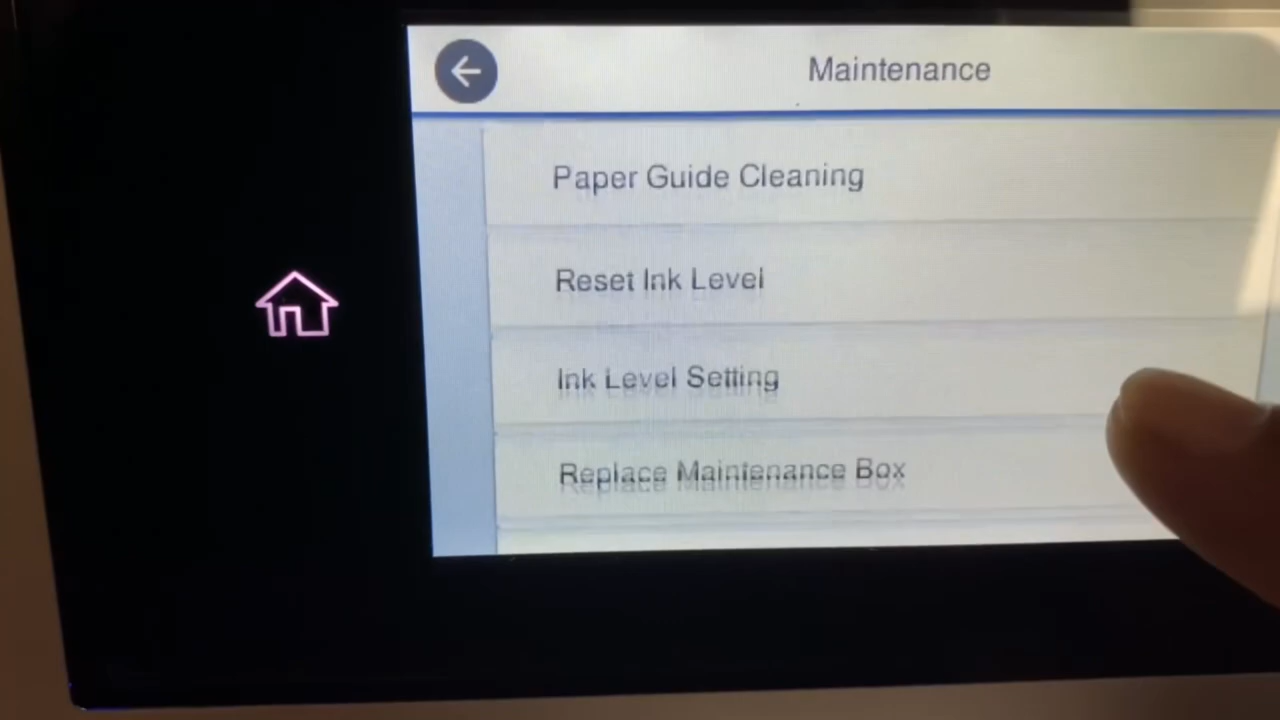 Maintenance
Paper Guide Cleaning
Reset Ink Level
Ink Level Setting
Replace Maintenance Box